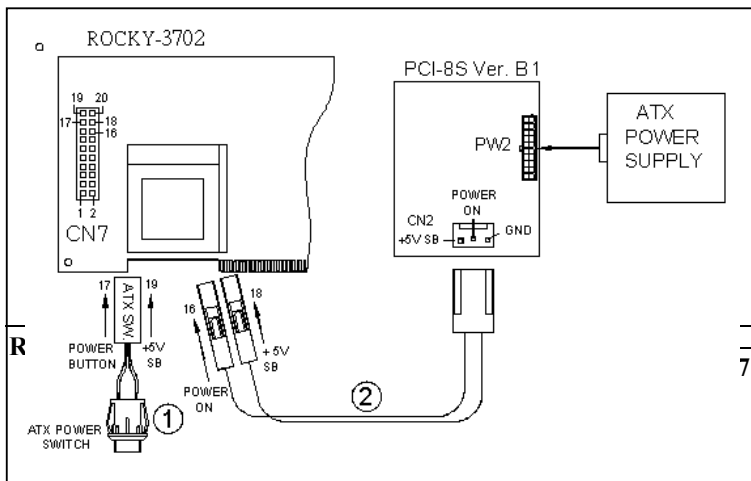 ROCKY-3702
PCI-8S Ver. B1
19 20
17 18
16
1 2
CN7
PW2
ATX
POWER
SUPPLY
POWER
ON
CN2
+5V SB
GND
17
19
ATX S/W
POWER
BUTTON
+5V
SB
16
18
POWER
ON
+5V
SB
R
7
1
2
ATX POWER
SWITCH